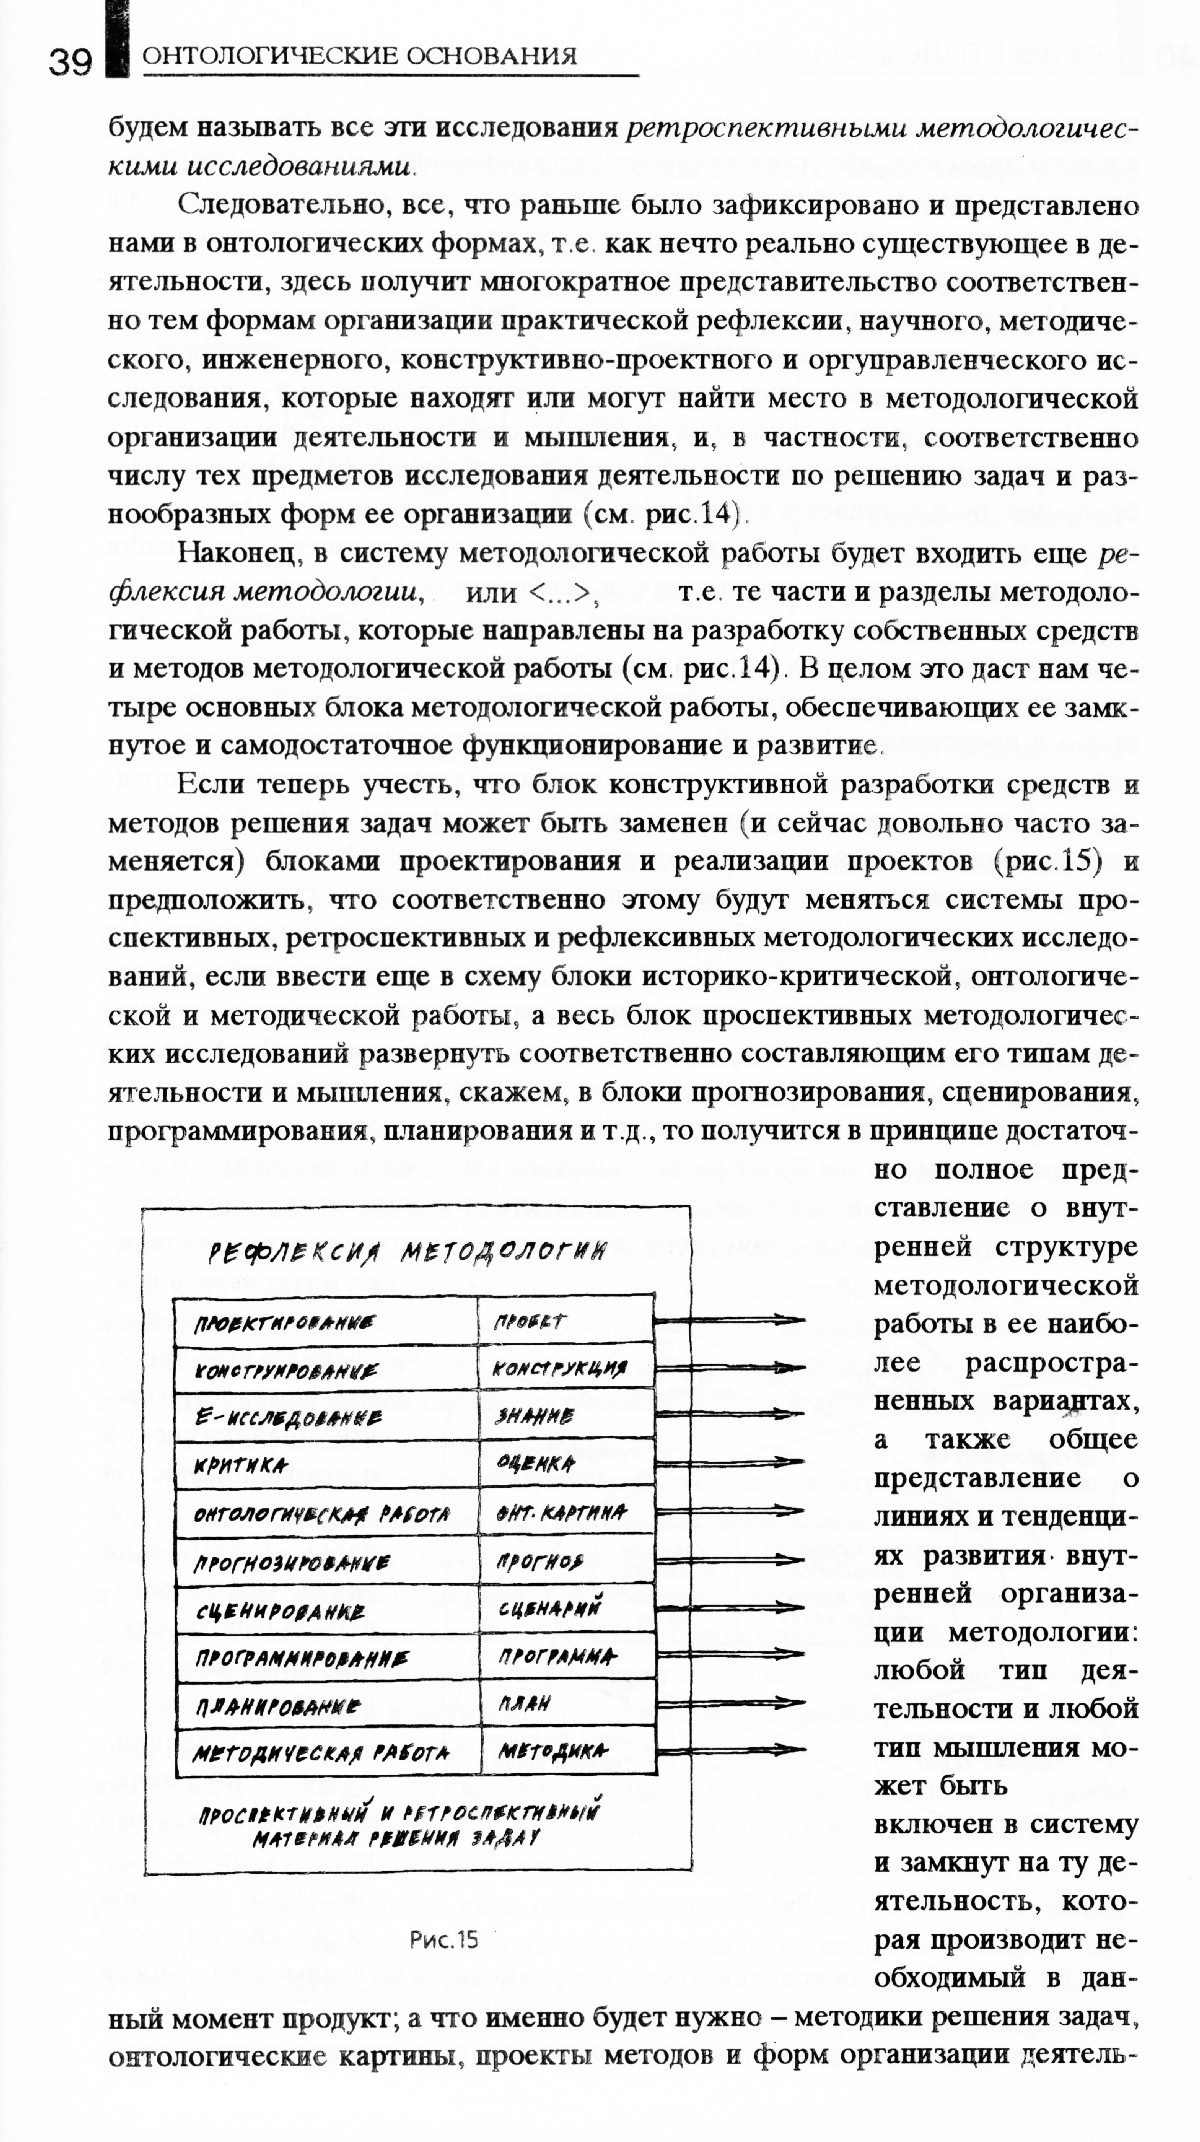 39 ОНТОЛОГИЧЕСКИЕ ОСНОВАНИЯ
будем называть все эти исследования ретроспективными методологичес-
кими исследованиями.
Следовательно, все, что раньше было зафиксировано и представлено
нами в онтологических формах, т.е. как нечто реально существующее в де-
ятельности, здесь получит многократное представительство соответствен-
но тем формам организации практической рефлексии, научного, методиче-
ского, инженерного, конструктивно-проектного и оргуправленческого ис-
следования, которые находят или могут найти место в методологической
организации деятельности и мышления, и, в частности, соответственно
числу тех предметов исследования деятельности по решению задач и раз-
нообразных форм ее организации (см. рис.14).
Наконец, в систему методологической работы будет входить еще ре-
флексия методологии, или <...>, т.е. те части и разделы методоло-
гической работы, которые направлены на разработку собственных средств
и методов методологической работы (см. рис.14). В целом это даст нам че-
тыре основных блока методологической работы, обеспечивающих ее замк-
нутое и самодостаточное функционирование и развитие.
Если теперь учесть, что блок конструктивной разработки средств и
методов решения задач может быть заменен (и сейчас довольно часто за-
меняется) блоками проектирования и реализации проектов (рис.15) и
предположить, что соответственно этому будут меняться системы про-
спективных, ретроспективных и рефлексивных методологических исследо-
ваний, если ввести еще в схему блоки историко-критической, онтологиче-
ской и методической работы, а весь блок проспективных методологичес-
ких исследований развернуть соответственно составляющим его типам де-
ятельности и мышления, скажем, в блоки прогнозирования, сценирования,
программирования, планирования и т.д., то получится в принципе достаточ-
но полное пред-
ставление о внут-
ренней структуре
методологической
работы в ее наибо-
лее распростра-
ненных вариантах,
а также общее
представление о
линиях и тенденци-
ях развития внут-
ренней организа-
ции методологии:
любой тип дея-
тельности и любой
тип мышления мо-
жет быть
включен в систему
и замкнут на ту де-
ятельность, кото-
рая производит не-
обходимый в дан-
РЕФЛЕКСИЯ МЕТОДОЛОГИИ
ПРОЕКТИРОВАНИЕ ПРОЕКТ
КОНСТРУИРОВАНИЕ КОНСТРУКЦИЯ
Е-ИССЛЕДОВАНИЕ ЗНАНИЕ
КРИТИКА ОЦЕНКА
ОНТОЛОГИЧЕСКАЯ РАБОТА ОНТ. КАРТИНА
ПРОГНОЗИРОВАНИЕ ПРОГНОЗ
СЦЕНИРОВАНИЕ СЦЕНАРИЙ
ПРОГРАММИРОВАНИЕ ПРОГРАММА
ПЛАНИРОВАНИЕ ПЛАН
МЕТОДИЧЕСКАЯ РАБОТА МЕТОДИКА
ПРОСПЕКТИВНЫЙ И РЕТРОСПЕКТИВНЫЙ
МАТЕРИАЛ РЕШЕНИЯ ЗАДАЧ
Рис.15
ный момент продукт; а что именно будет нужно – методики решения задач,
онтологические картины, проекты методов и форм организации деятель-